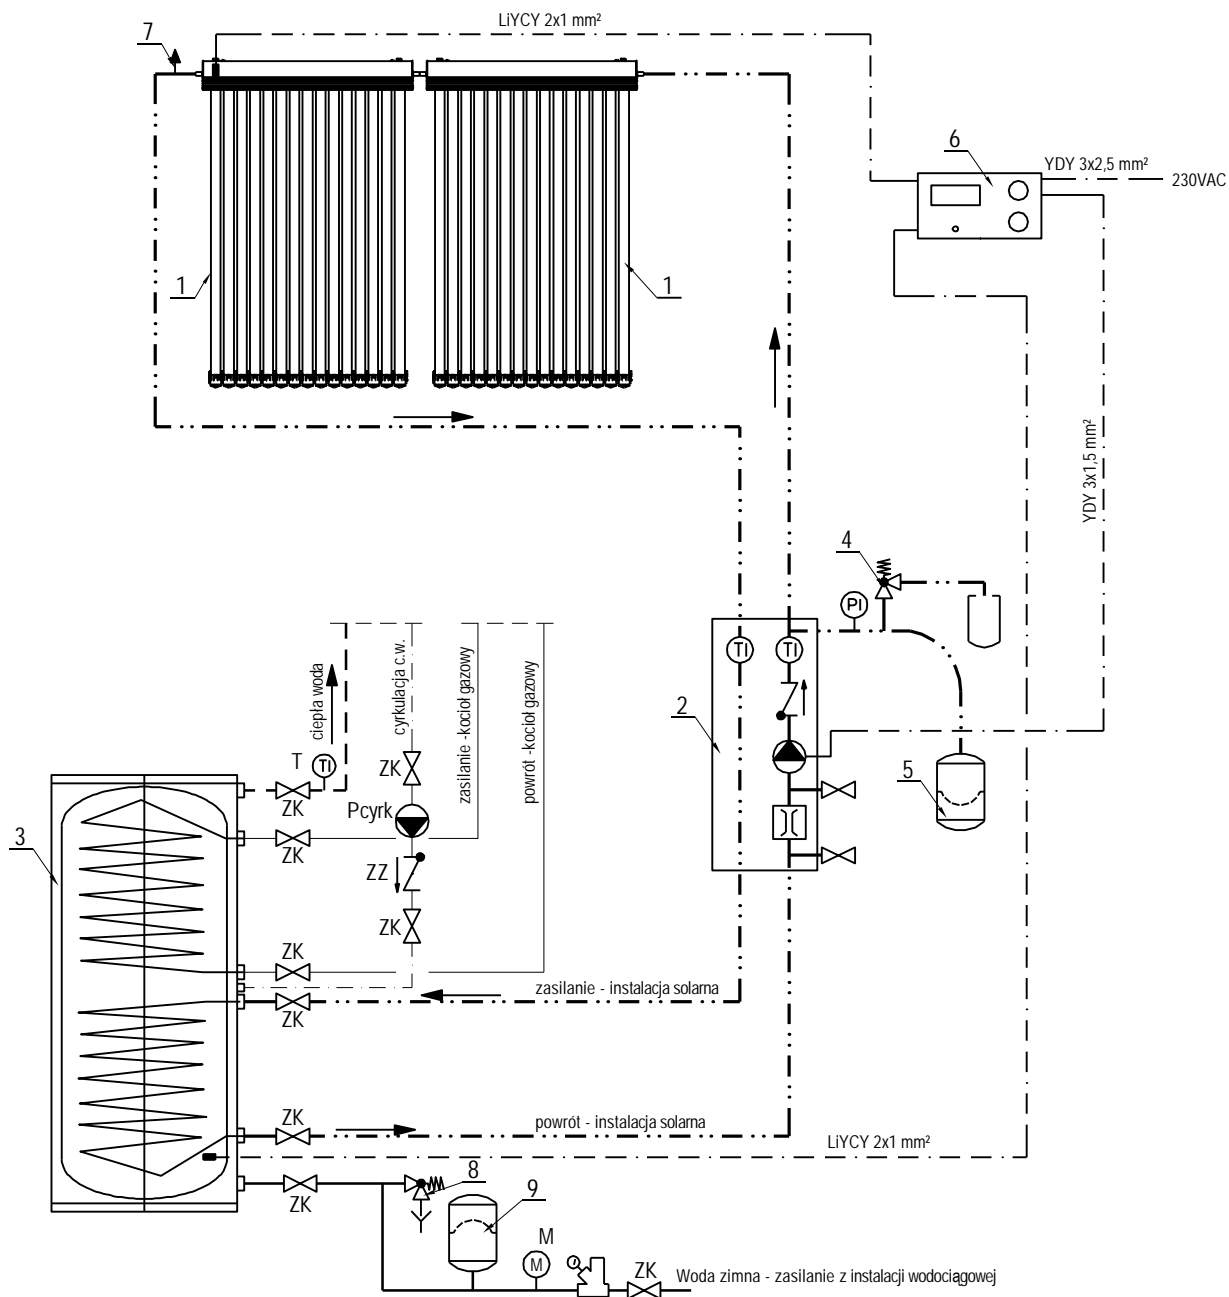 LiYCY 2x1 mm²
7
6
YDY 3x2,5 mm²
230VAC
1
1
YDY 3x1,5 mm²
4
PI
TI
TI
2
5
ciepła woda
cyrkulacja c.w.
zasilanie -kocioł gazowy
powrót -kocioł gazowy
T
TI
ZK
ZK
Pcyrk
3
ZK
ZZ
ZK
ZK
zasilanie - instalacja solarna
ZK
ZK
powrót - instalacja solarna
LiYCY 2x1 mm²
8
9
ZK
M
M
ZK
Woda zimna - zasilanie z instalacji wodociągowej